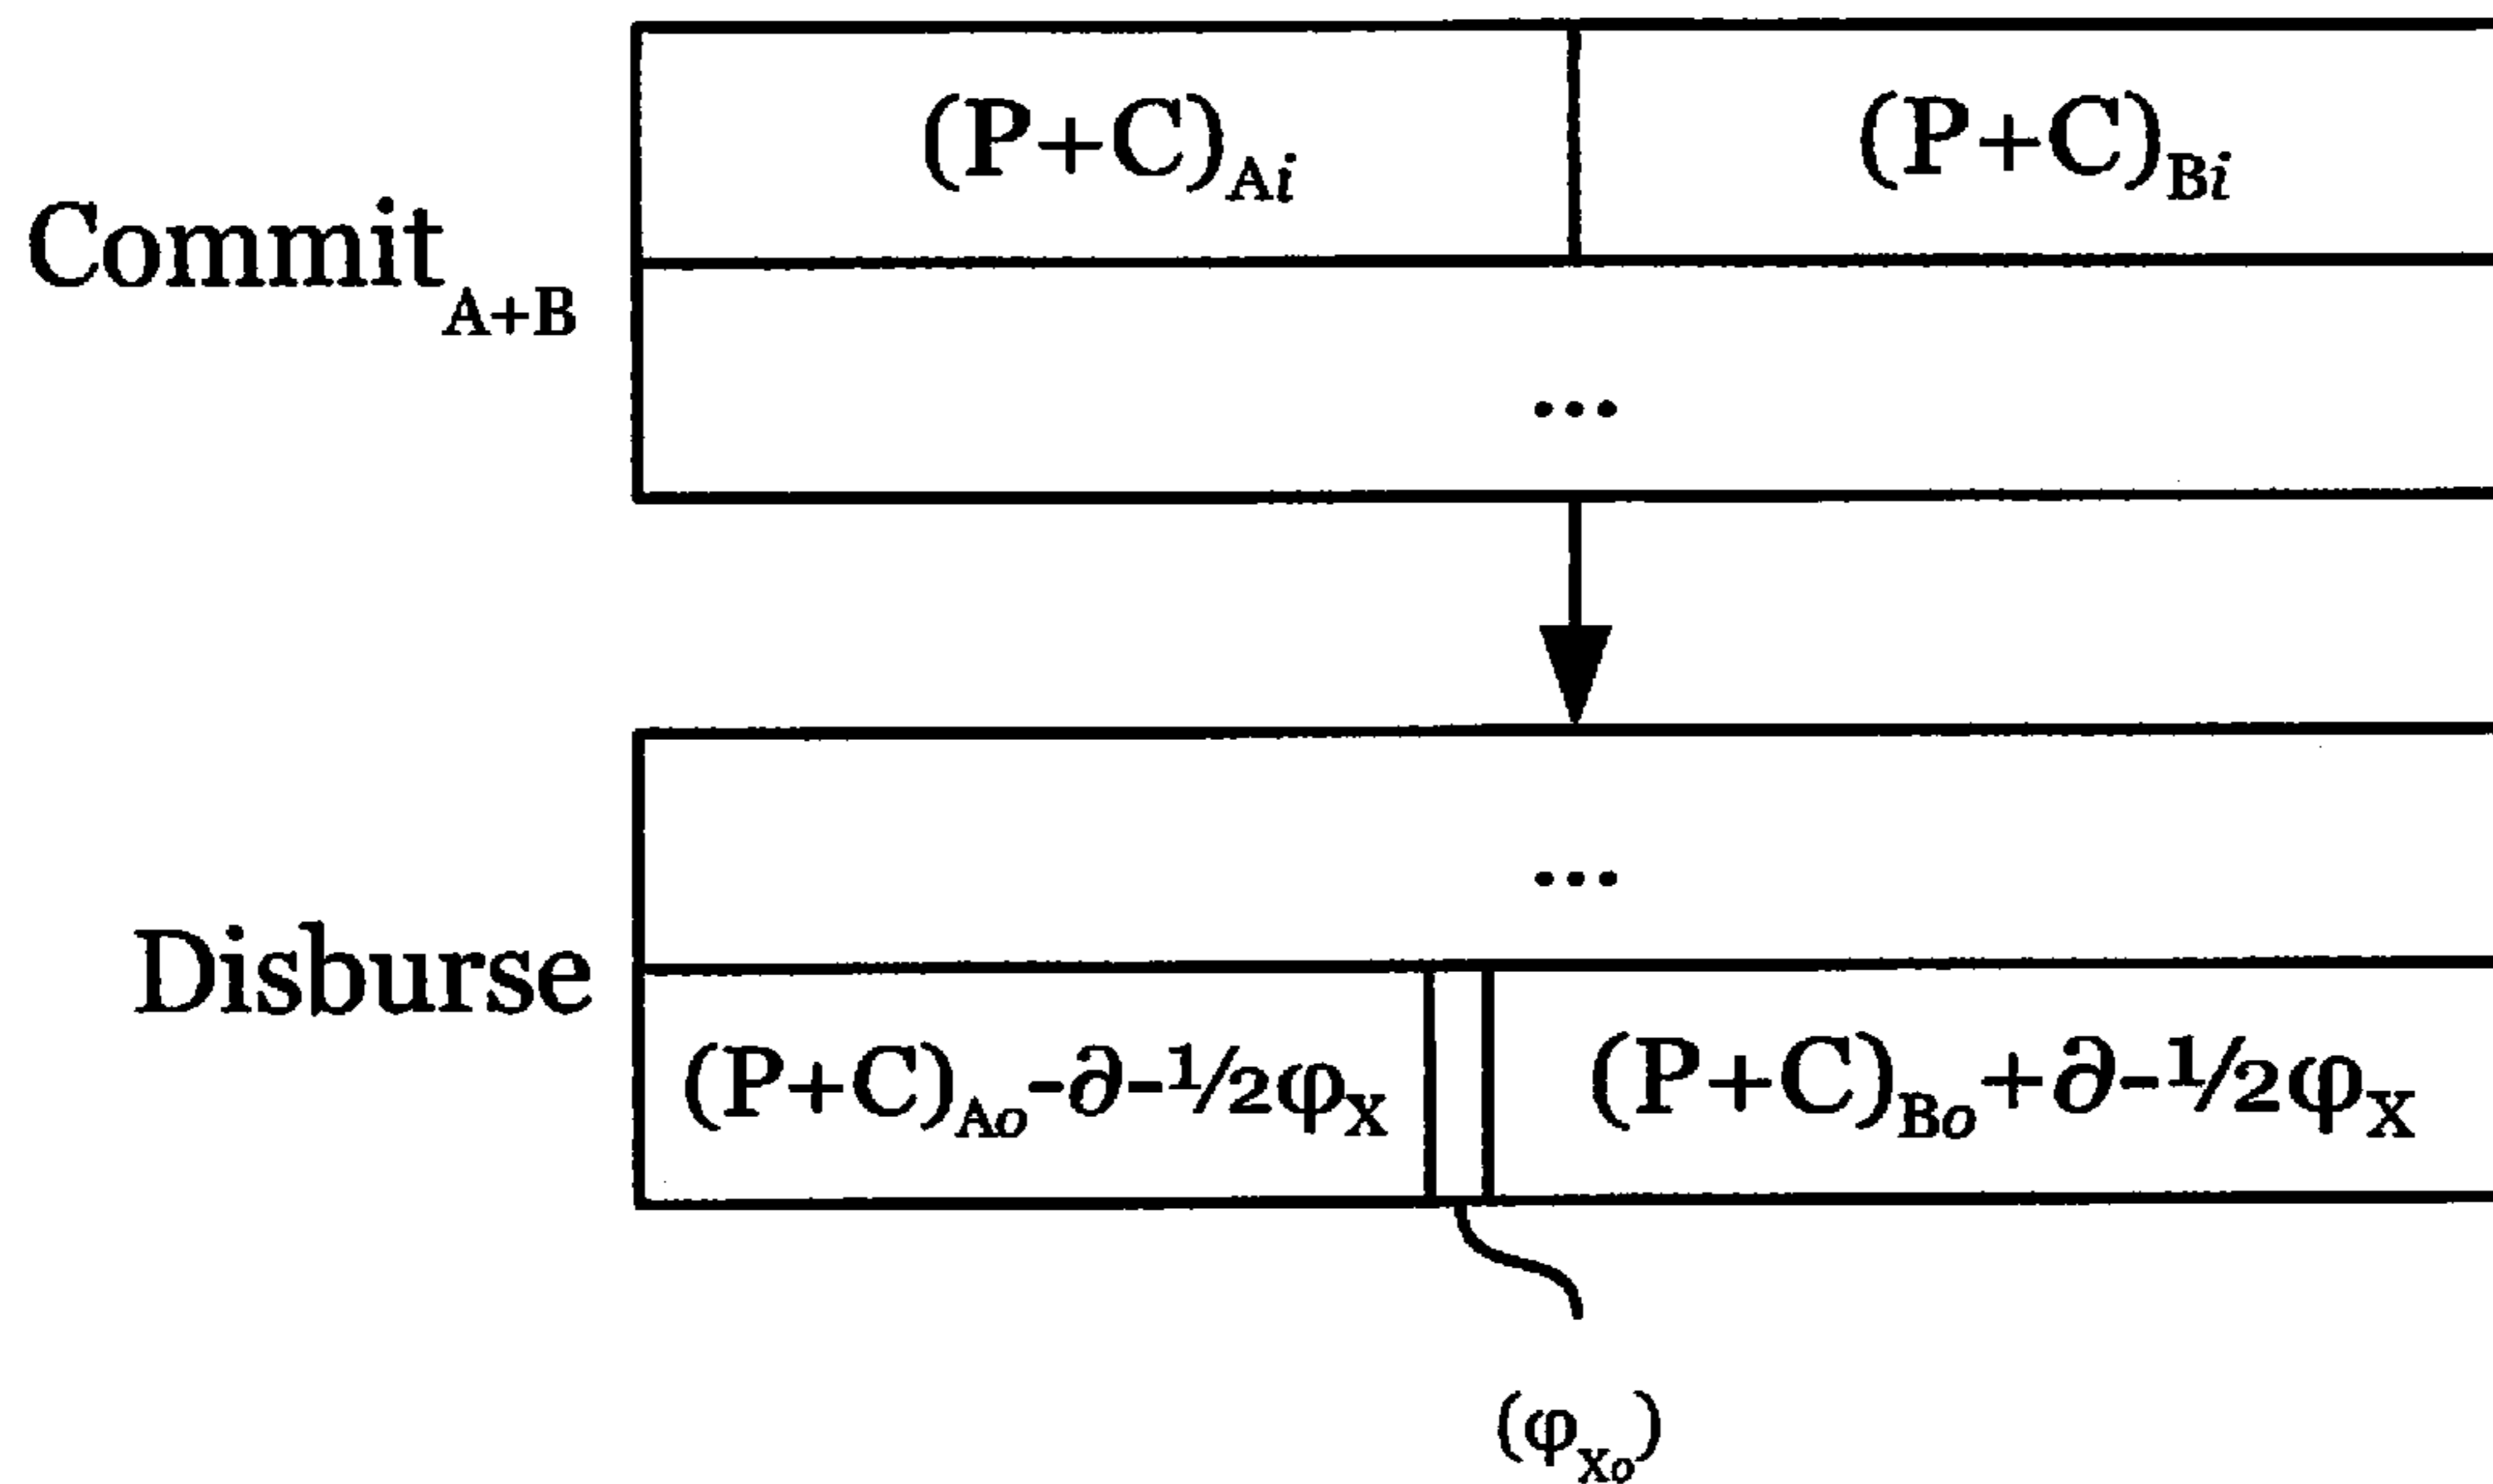 (P+C)Ai (P+C)Bi
CommitA+B
...
...
Disburse
(P+C)Ao-∂-½φX (P+C)Bo+∂-½φX
(φXo)